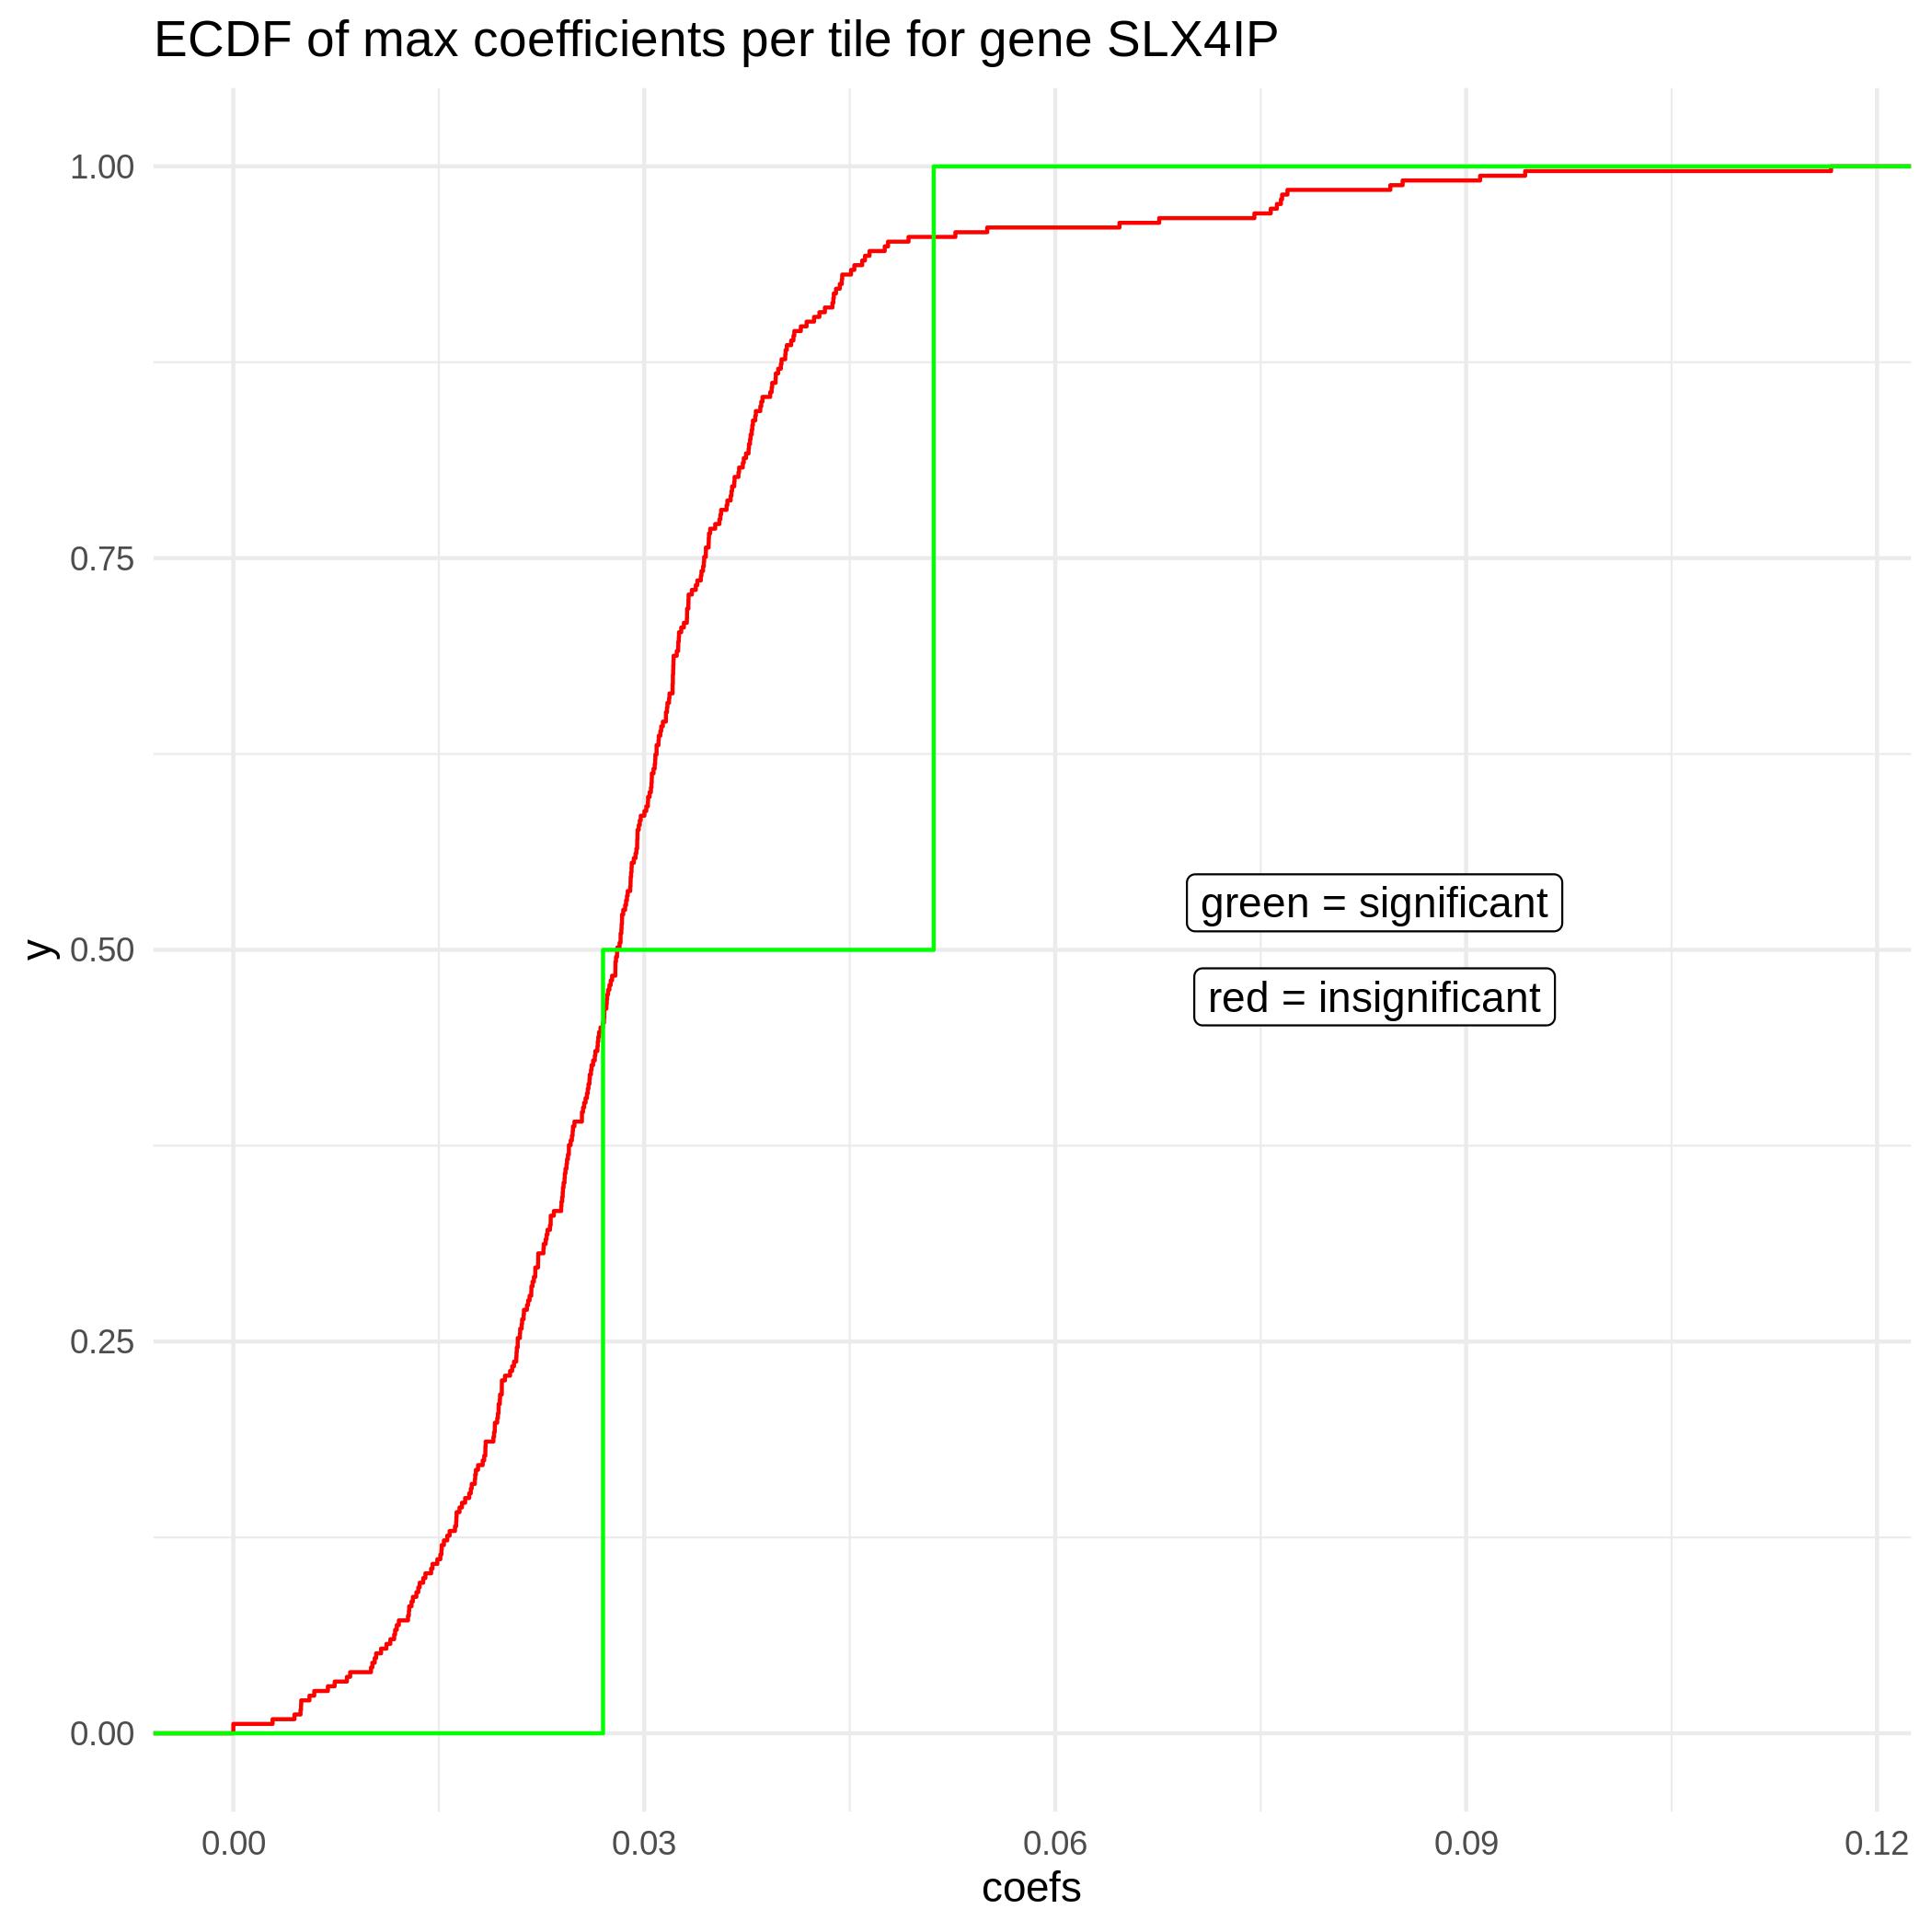 ECDF of max coefficients per tile for gene SLX4IP
1.00
0.75
green = significant
y
0.50
red = insignificant
0.25
0.00
0.00
0.03
0.06
0.09
0.12
coefs